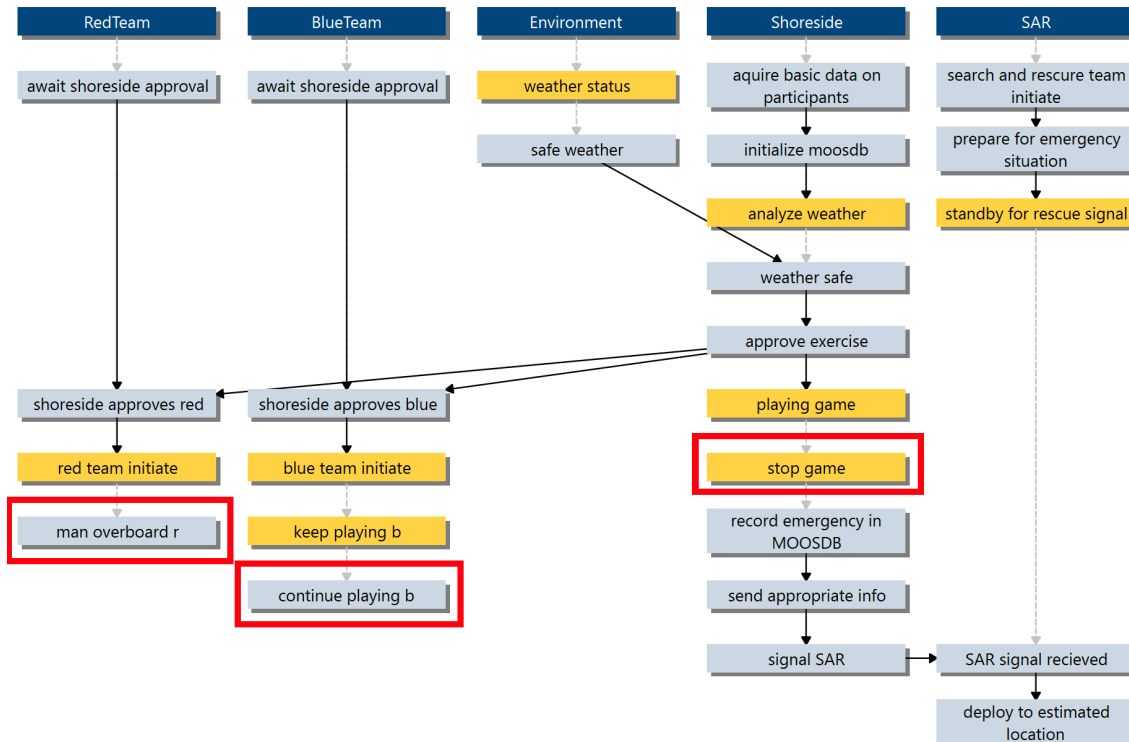 RedTeam
BlueTeam
Environment
Shoreside
SAR
await shoreside approval
await shoreside approval
weather status
aquire basic data on
participants
search and rescure team
initiate
safe weather
initialize moosdb
prepare for emergency
situation
analyze weather
standby for rescue signal
weather safe
approve exercise
shoreside approves red
shoreside approves blue
playing game
red team initiate
blue team initiate
stop game
man overboard r
keep playing b
record emergency in
MOOSDB
continue playing b
send appropriate info
signal SAR
SAR signal recieved
deploy to estimated
location